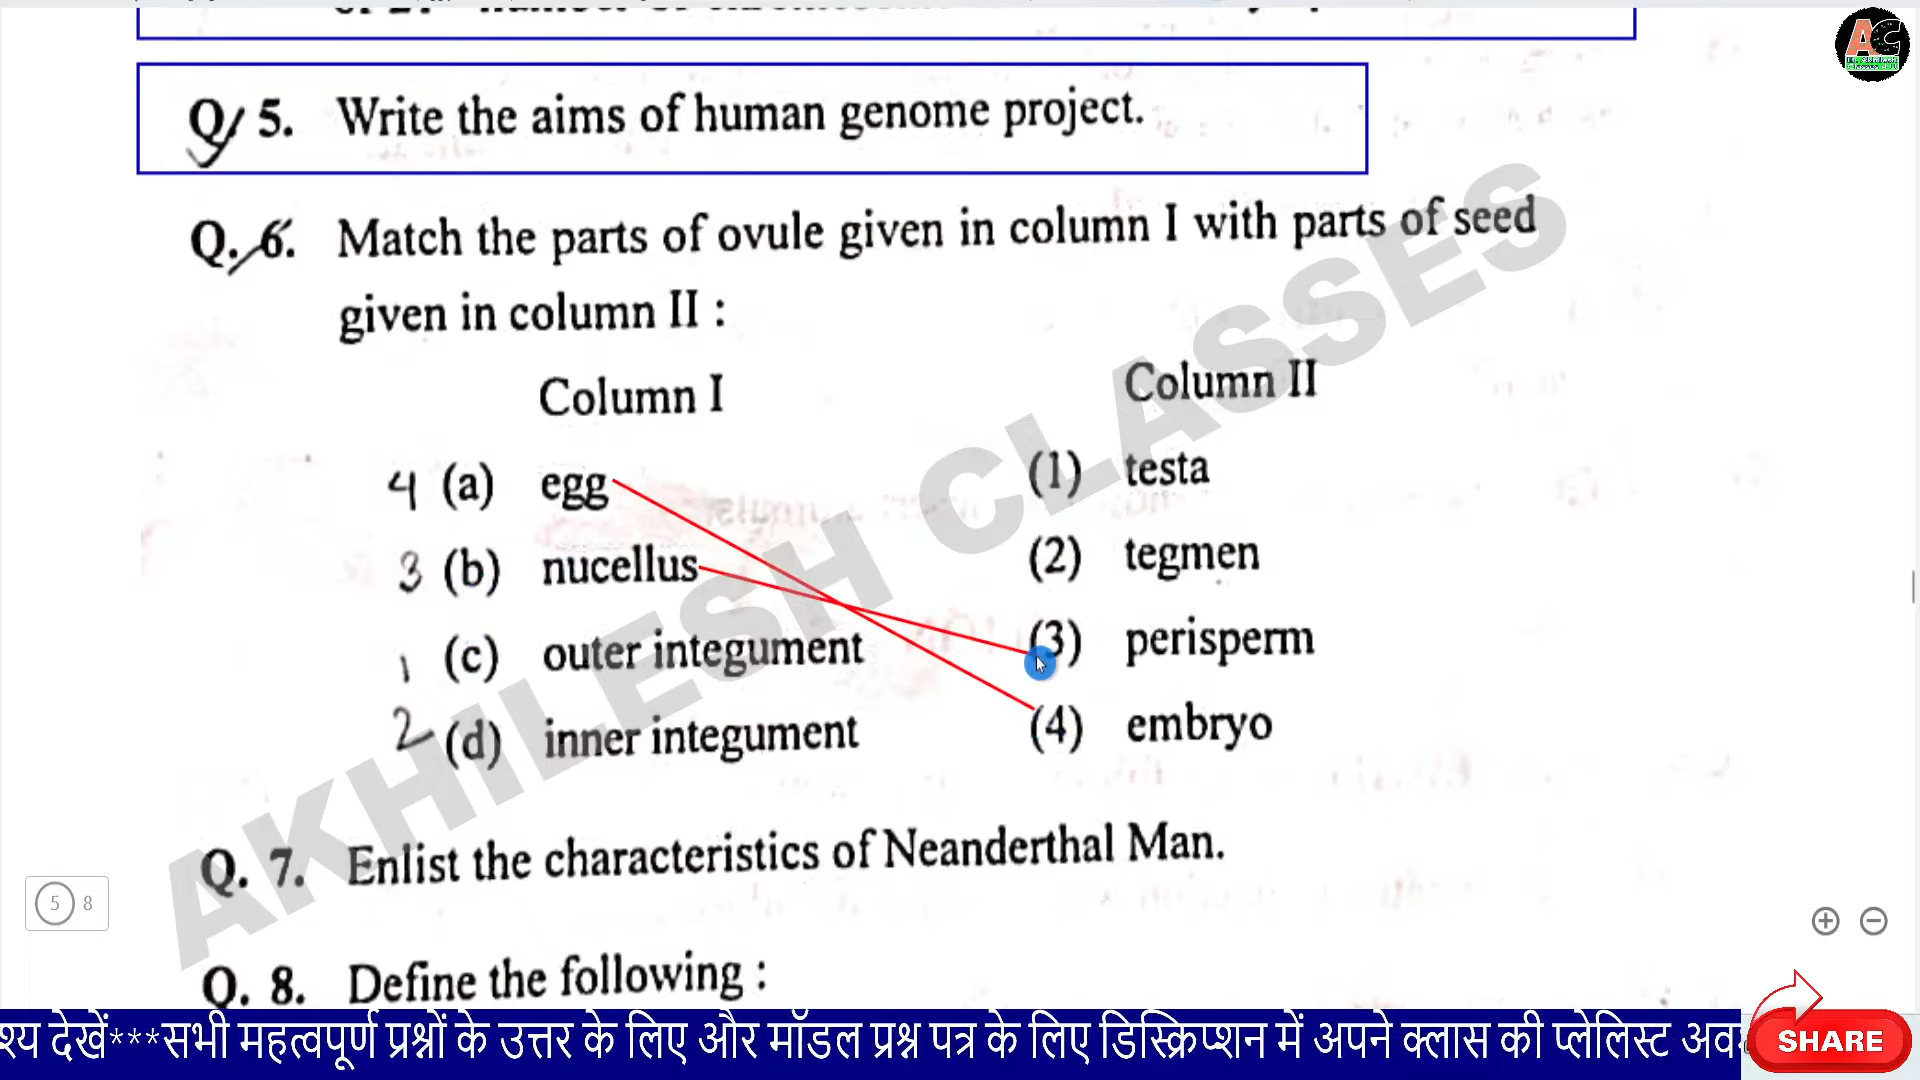 Q. 5. Write the aims of human genome project.
Q. 6. Match the parts of ovule given in column I with parts of seed
given in column II :
Column I Column II
4 (a) egg (1) testa
3 (b) nucellus (2) tegmen
1 (c) outer integument (3) perisperm
2 (d) inner integument (4) embryo
AKHILESH CLASSES
Q. 7. Enlist the characteristics of Neanderthal Man.
5 8
Q. 8. Define the following :
श्य देखें***सभी महत्वपूर्ण प्रश्नों के उत्तर के लिए और मॉडल प्रश्न पत्र के लिए डिस्क्रिप्शन में अपने क्लास की प्लेलिस्ट अव
SHARE
AC